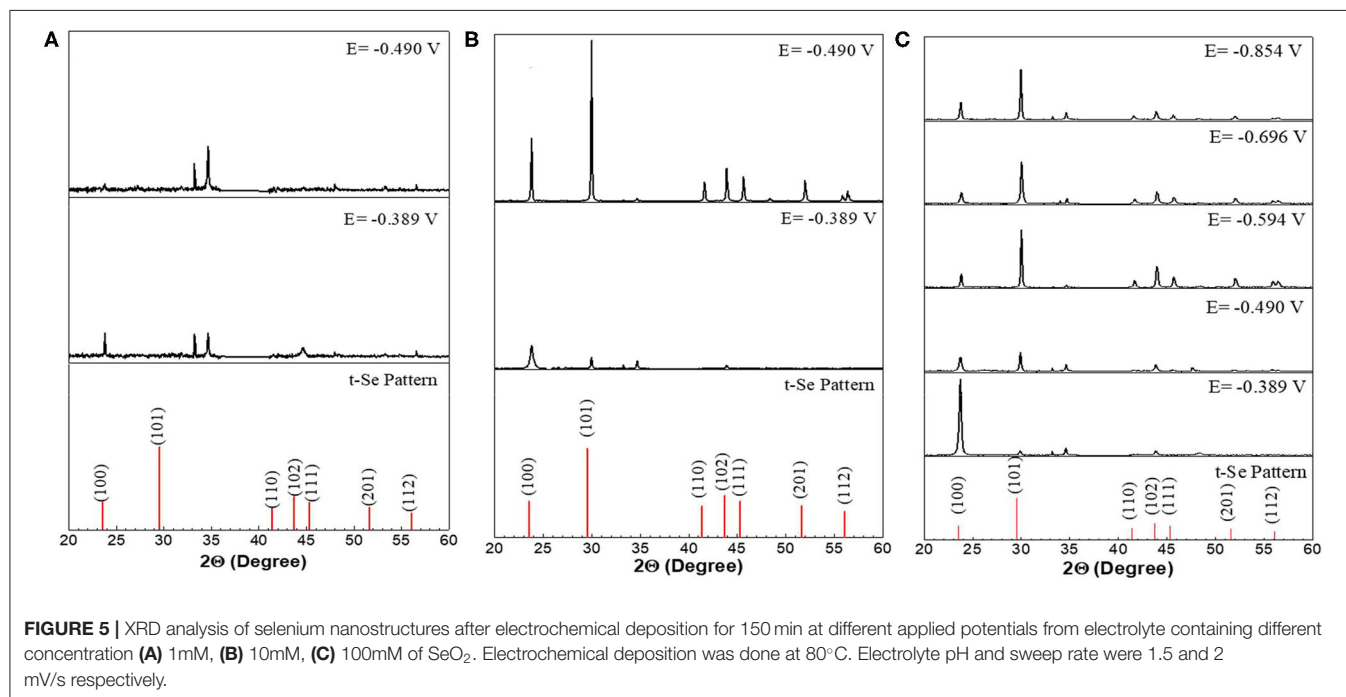 A
E= -0.490 V
E= -0.389 V
t-Se Pattern
(100)
(101)
(110)
(102)
(111)
(201)
(112)
20 25 30 35 40 45 50 55 60
2Θ (Degree)
B
E= -0.490 V
E= -0.389 V
t-Se Pattern
(100)
(101)
(110)
(102)
(111)
(201)
(112)
20 25 30 35 40 45 50 55 60
2Θ (Degree)
C
E= -0.854 V
E= -0.696 V
E= -0.594 V
E= -0.490 V
E= -0.389 V
t-Se Pattern
(100)
(101)
(110)
(102)
(111)
(201)
(112)
20 25 30 35 40 45 50 55 60
2Θ (Degree)
FIGURE 5 | XRD analysis of selenium nanostructures after electrochemical deposition for 150 min at different applied potentials from electrolyte containing different
concentration (A) 1mM, (B) 10mM, (C) 100mM of SeO₂. Electrochemical deposition was done at 80°C. Electrolyte pH and sweep rate were 1.5 and 2
mV/s respectively.